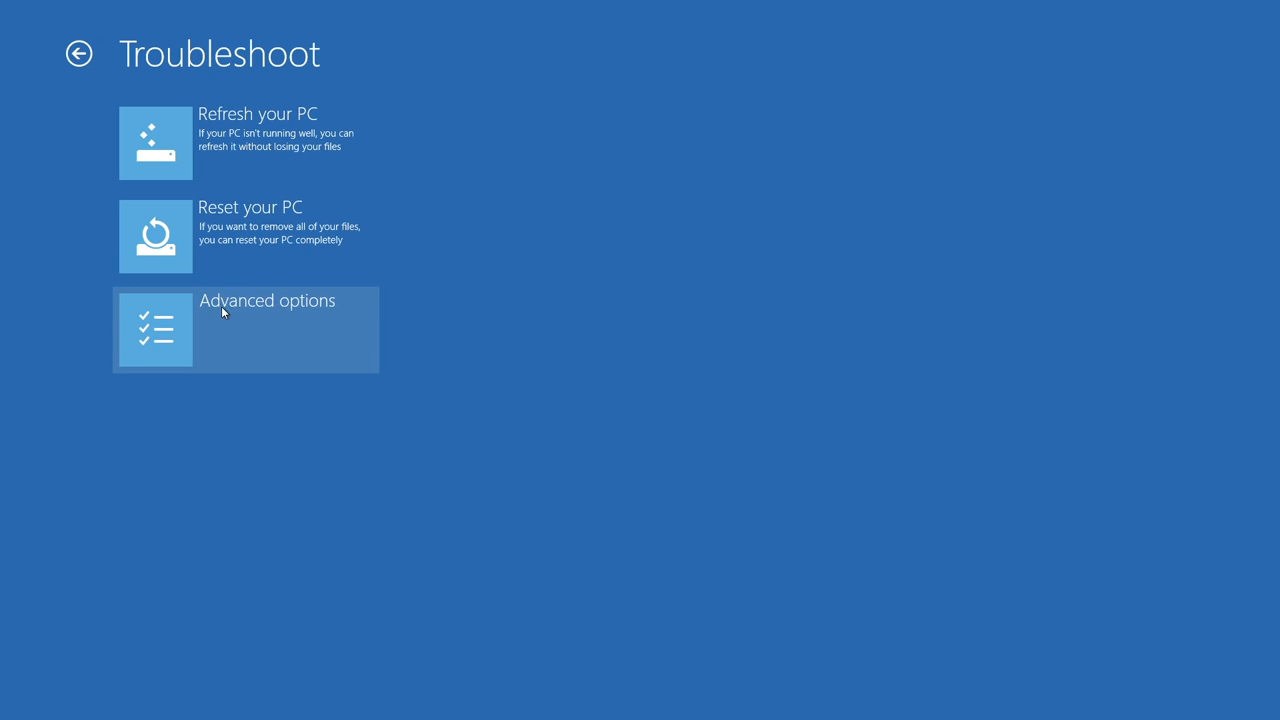 Troubleshoot
Refresh your PC
If your PC isn't running well, you can
refresh it without losing your files
Reset your PC
If you want to remove all of your files,
you can reset your PC completely
Advanced options